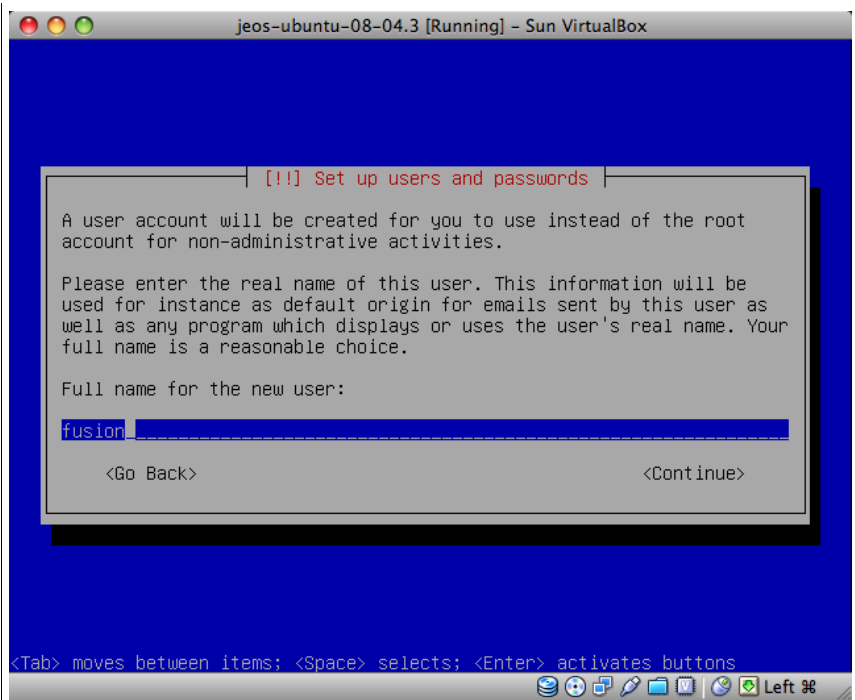 jeos-ubuntu-08-04.3 [Running] - Sun VirtualBox
[!!] Set up users and passwords
A user account will be created for you to use instead of the root
account for non-administrative activities.
Please enter the real name of this user. This information will be
used for instance as default origin for emails sent by this user as
well as any program which displays or uses the user's real name. Your
full name is a reasonable choice.
Full name for the new user:
fusion
<Go Back> <Continue>
<Tab> moves between items; <Space> selects; <Enter> activates buttons
Left ⌘